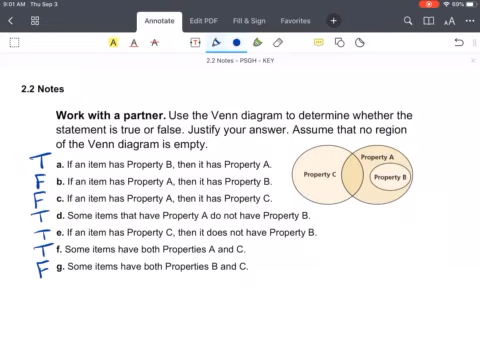 9:01 AM Thu Sep 3
69%
Annotate Edit PDF Fill & Sign Favorites +
2.2 Notes - PSGH - KEY
2.2 Notes
Work with a partner. Use the Venn diagram to determine whether the
statement is true or false. Justify your answer. Assume that no region
of the Venn diagram is empty.
T a. If an item has Property B, then it has Property A.
F b. If an item has Property A, then it has Property B.
F c. If an item has Property A, then it has Property C.
T d. Some items that have Property A do not have Property B.
T e. If an item has Property C, then it does not have Property B.
T f. Some items have both Properties A and C.
F g. Some items have both Properties B and C.
Property A
Property C
Property B